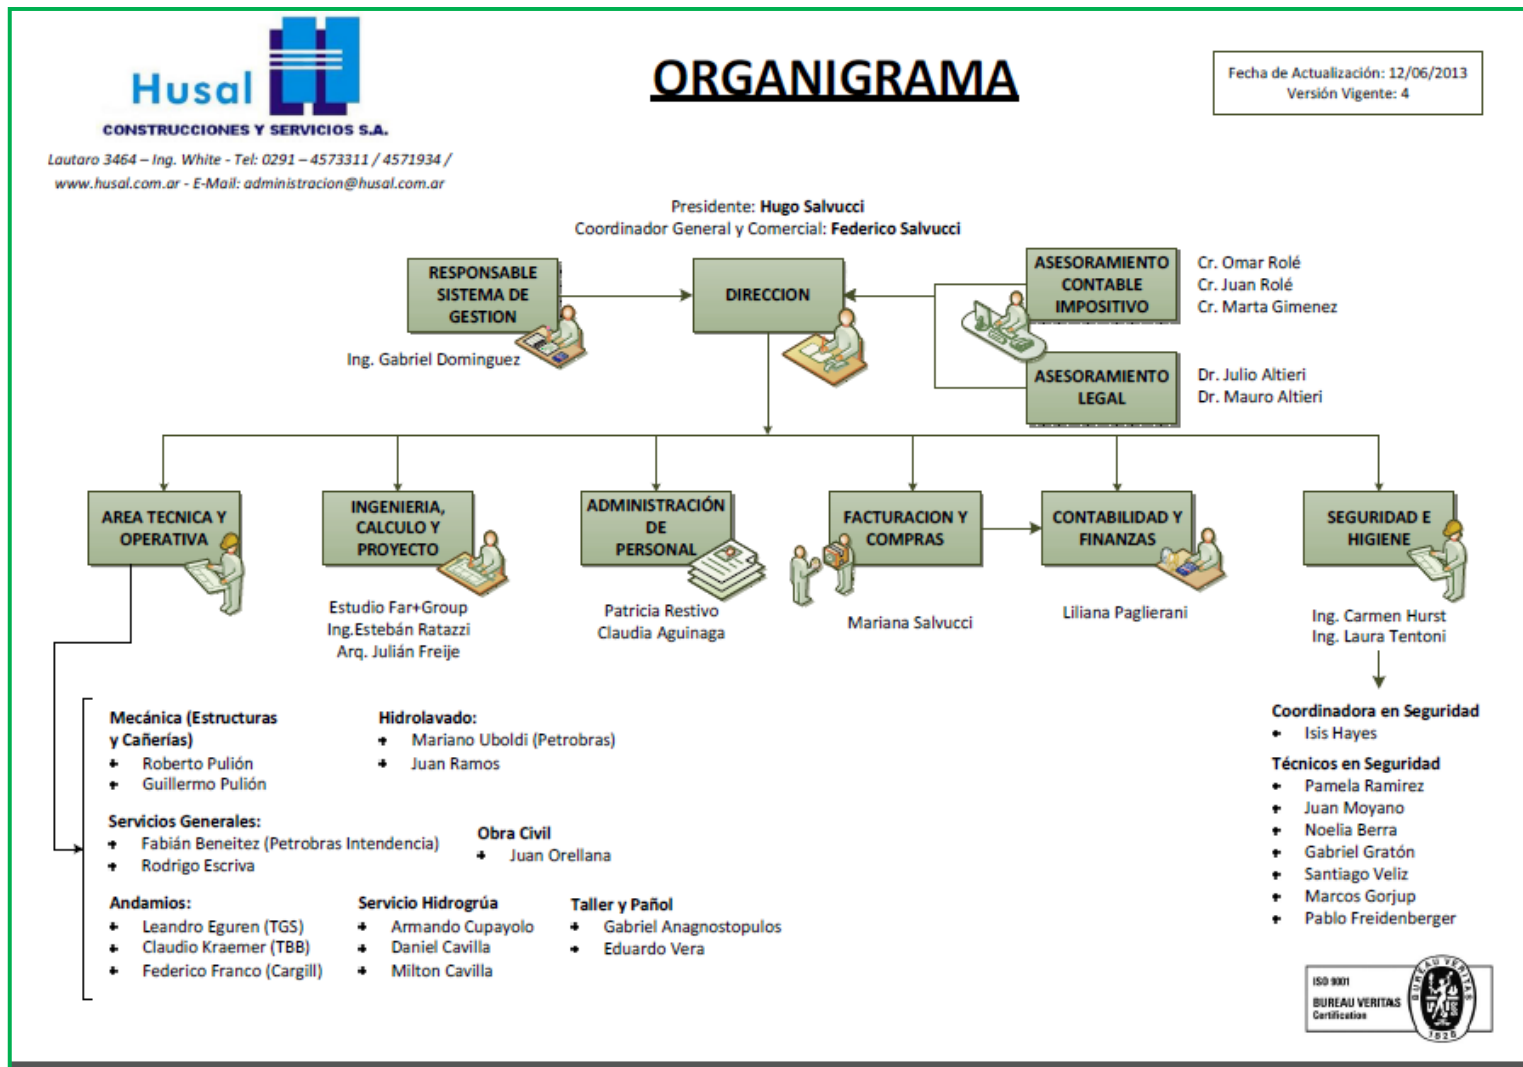 Husal
CONSTRUCCIONES Y SERVICIOS S.A.
Lautaro 3464 – Ing. White - Tel: 0291 – 4573311 / 4571934 /
www.husal.com.ar - E-Mail: administracion@husal.com.ar
ORGANIGRAMA
Fecha de Actualización: 12/06/2013
Versión Vigente: 4
Presidente: Hugo Salvucci
Coordinador General y Comercial: Federico Salvucci
RESPONSABLE
SISTEMA DE
GESTION
Ing. Gabriel Dominguez
DIRECCION
ASESORAMIENTO
CONTABLE
IMPOSITIVO
Cr. Omar Rolé
Cr. Juan Rolé
Cr. Marta Gimenez
ASESORAMIENTO
LEGAL
Dr. Julio Altieri
Dr. Mauro Altieri
AREA TECNICA Y
OPERATIVA
INGENIERIA,
CALCULO Y
PROYECTO
Estudio Far+Group
Ing.Estebán Ratazzi
Arq. Julián Freije
ADMINISTRACIÓN
DE
PERSONAL
Patricia Restivo
Claudia Aguinaga
FACTURACION Y
COMPRAS
Mariana Salvucci
CONTABILIDAD Y
FINANZAS
Liliana Paglierani
SEGURIDAD E
HIGIENE
Ing. Carmen Hurst
Ing. Laura Tentoni
Mecánica (Estructuras
y Cañerías)
Roberto Pulión
Guillermo Pulión
Hidrolavado:
Mariano Uboldi (Petrobras)
Juan Ramos
Servicios Generales:
Fabián Beneitez (Petrobras Intendencia)
Rodrigo Escriva
Obra Civil
Juan Orellana
Andamios:
Leandro Eguren (TGS)
Claudio Kraemer (TBB)
Federico Franco (Cargill)
Servicio Hidrogrúa
Armando Cupayolo
Daniel Cavilla
Milton Cavilla
Taller y Pañol
Gabriel Anagnostopulos
Eduardo Vera
Coordinadora en Seguridad
Isis Hayes
Técnicos en Seguridad
Pamela Ramirez
Juan Moyano
Noelia Berra
Gabriel Gratón
Santiago Veliz
Marcos Gorjup
Pablo Freidenberger
ISO 9001
BUREAU VERITAS
Certification
BUREAU VERITAS
1828